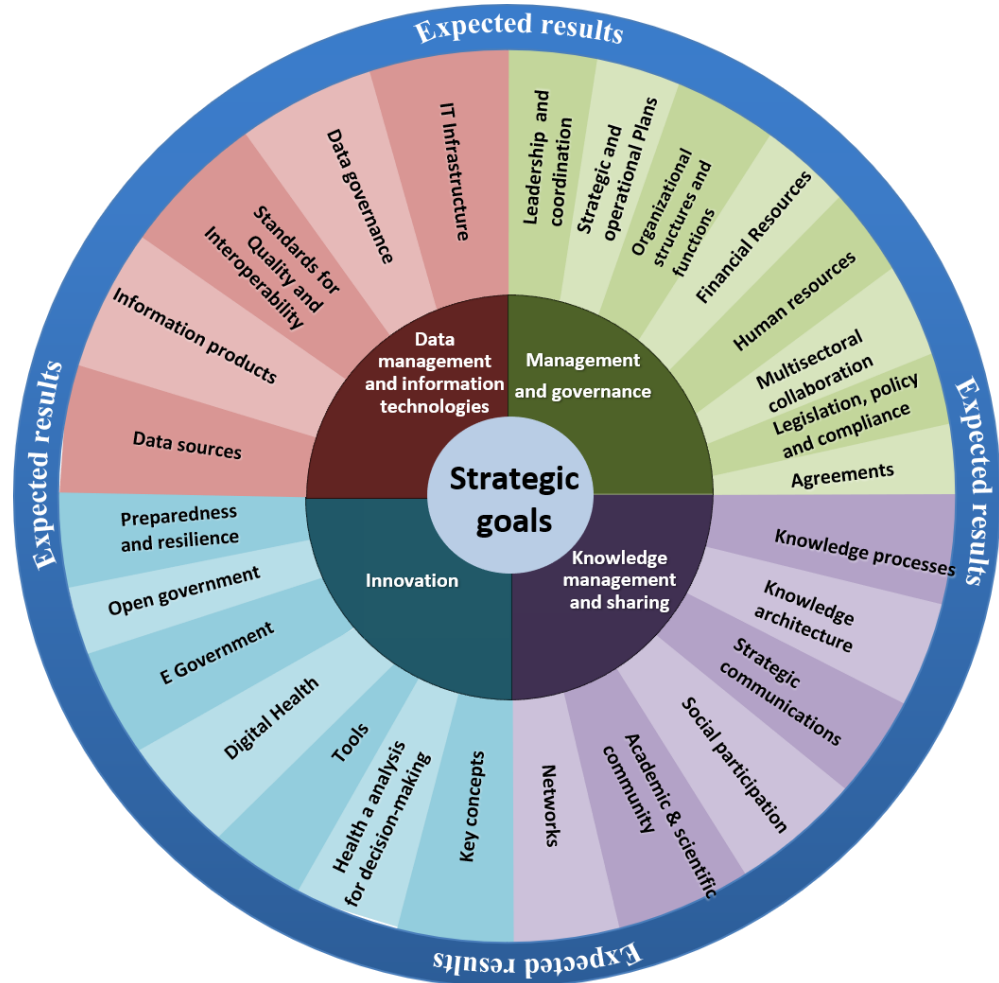 Expected results
Leadership and
coordination
Strategic and
operational Plans
Organizational
structures and
functions
Financial Resources
Human resources
Multisectoral
collaboration
Legislation, policy
and compliance
Agreements
Expected results
Knowledge processes
Knowledge
architecture
Strategic
communications
Social participation
Academic & scientific
community
Networks
Expected results
Key concepts
Health a analysis
for decision-making
Tools
Digital Health
E Government
Open government
Preparedness
and resilience
Expected results
Data sources
Information products
Standards for
Quality and
Interoperability
Data governance
IT Infrastructure
Data
management
and information
technologies
Management
and governance
Strategic
goals
Innovation
Knowledge
management
and sharing